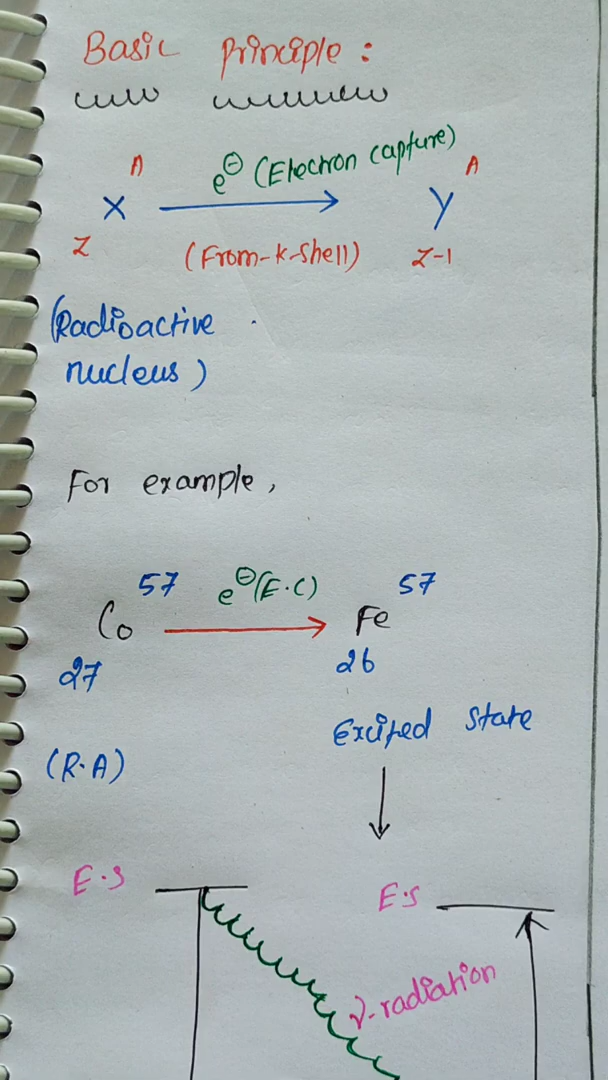 Basic Principle :
A e⊖ (Electron Capture) A
X Y
Z (From-K-Shell) Z-1
(Radioactive
nucleus)
For example,
57 e⊖(E.C) 57
Co Fe
27 26
Excited State
(R.A)
E.S E.S
γ-radiation